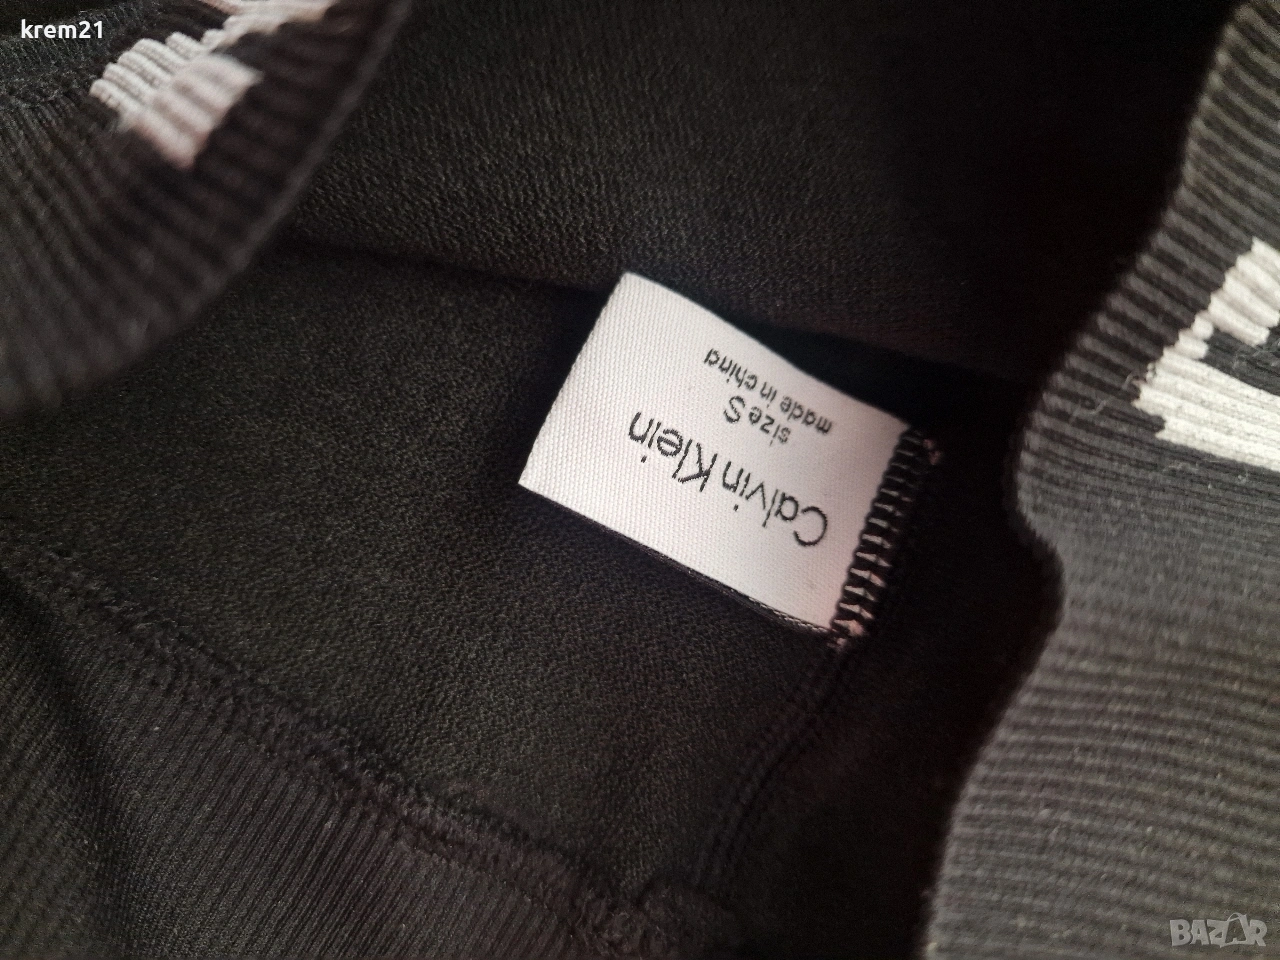 krem21
Calvin Klein
size S
made in china
BAZAR